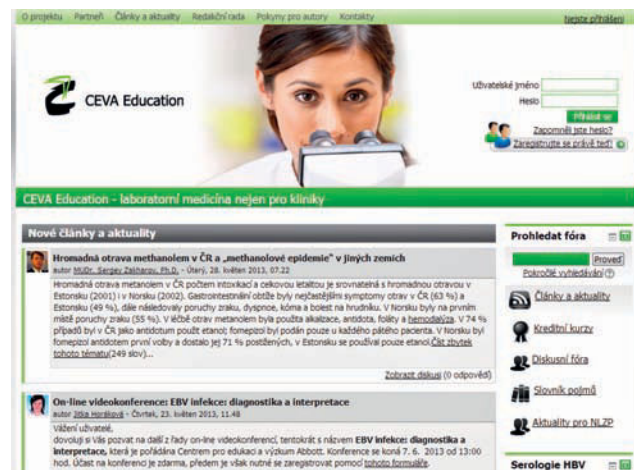 O projektu Partneři Články a aktuality Redakční rada Pokyny pro autory Kontakty Nejste přihlášeni
CEVA Education
Uživatelské jméno
Heslo
Přihlásit se
Zapomněli jste heslo?
Zaregistrujte se právě teď!
CEVA Education - laboratorní medicína nejen pro kliniky
Nové články a aktuality
Hromadná otrava methanolem v ČR a „methanolové epidemie" v jiných zemích
autor MUDr. Sergey Zakharov, Ph.D. - Úterý, 28. květen 2013, 07.22
Hromadná otrava metanolem v ČR počtem intoxikací a celkovou letalitou je srovnatelná s hromadnou otravou v
Estonsku (2001) i v Norsku (2002). Gastrointestinální obtíže byly nejčastějšími symptomy otrav v ČR (63 %) a
Estonsku (49 %), dále následovaly poruchy zraku, dyspnoe, kóma a bolest na hrudníku. V Norsku byly na prvním
místě poruchy zraku (55 %). V léčbě otrav metanolem byla použita alkalizace, antidota, foláty a hemodialýza. V 74 %
případů byl v ČR jako antidotum použit etanol; fomepizol byl podán pouze u každého pátého pacienta. V Norsku byl
fomepizol antidotem první volby a dostalo jej 71 % postižených, v Estonsku se používal pouze etanol.Číst zbytek
tohoto tématu(249 slov)...
Zobrazit diskusi (0 odpovědí)
On-line videokonference: EBV infekce: diagnostika a interpretace
autor Jitka Horáková - Čtvrtek, 23. květen 2013, 11.48
Vážení uživatelé,
dovoluji si Vás pozvat na další z řady on-line videokonferencí, tentokrát s názvem EBV infekce: diagnostika a
interpretace, která je pořádána Centrem pro edukaci a výzkum Abbott. Konference se koná 7. 6. 2013 od 13:00
hod. Účast na konferenci je zdarma, předem je však nutné se zaregistrovat pomocí tohoto formuláře.
Prohledat fóra
Proveď
Pokročilé vyhledávání
Články a aktuality
Kreditní kurzy
Diskusní fóra
Slovník pojmů
Aktuality pro NLZP
Serologie HBV